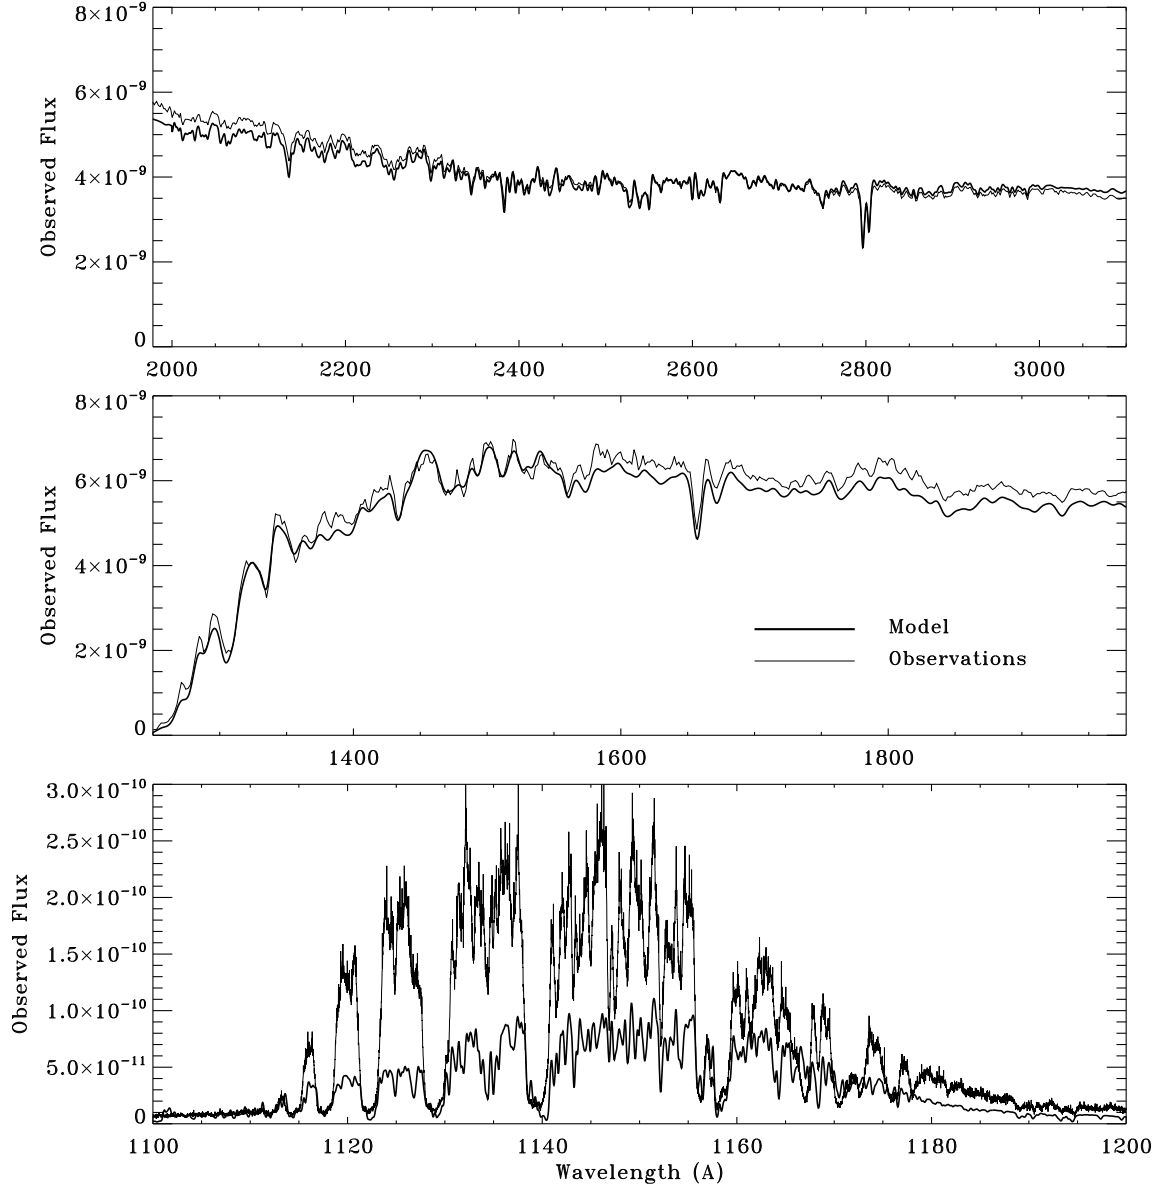 8×10⁻⁹
6×10⁻⁹
4×10⁻⁹
2×10⁻⁹
0
Observed Flux
2000 2200 2400 2600 2800 3000
8×10⁻⁹
6×10⁻⁹
4×10⁻⁹
2×10⁻⁹
0
Observed Flux
Model
Observations
1400 1600 1800
3.0×10⁻¹⁰
2.5×10⁻¹⁰
2.0×10⁻¹⁰
1.5×10⁻¹⁰
1.0×10⁻¹⁰
5.0×10⁻¹¹
0
Observed Flux
1100 1120 1140 1160 1180 1200
Wavelength (A)